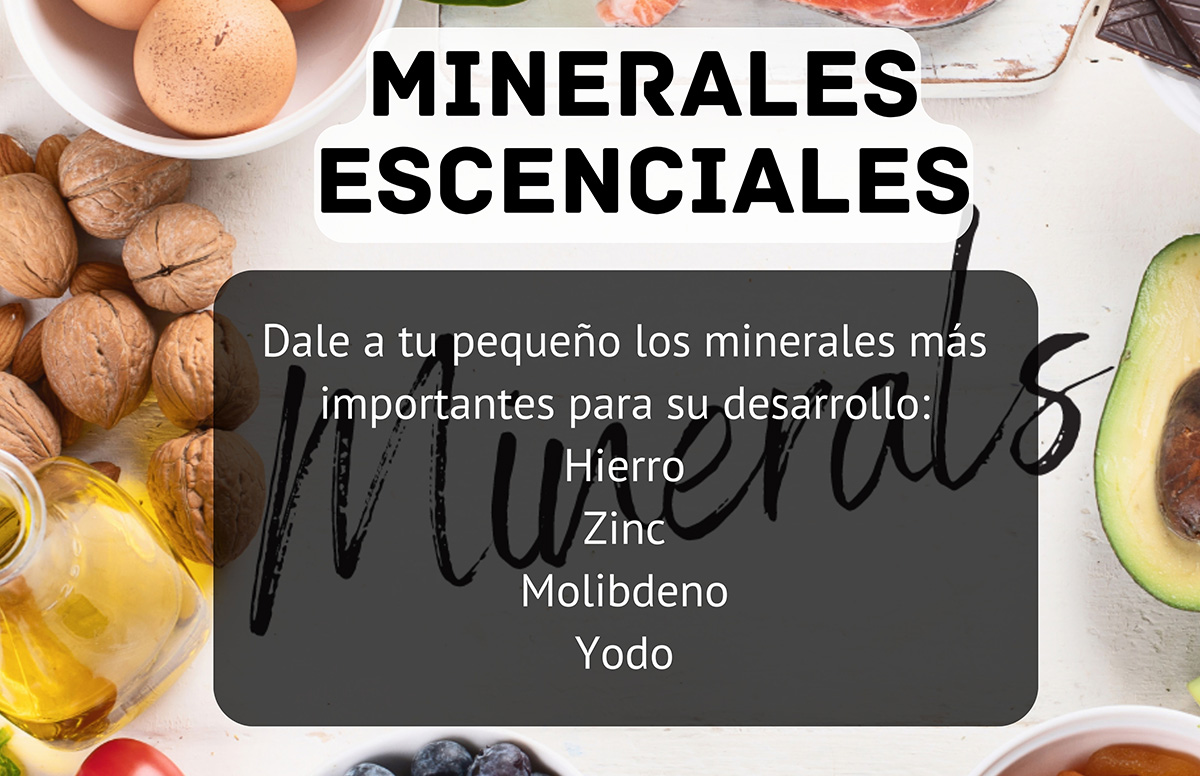 MINERALES
ESCENCIALES
Dale a tu pequeño los minerales más
importantes para su desarrollo:
Hierro
Zinc
Molibdeno
Yodo
Minerals